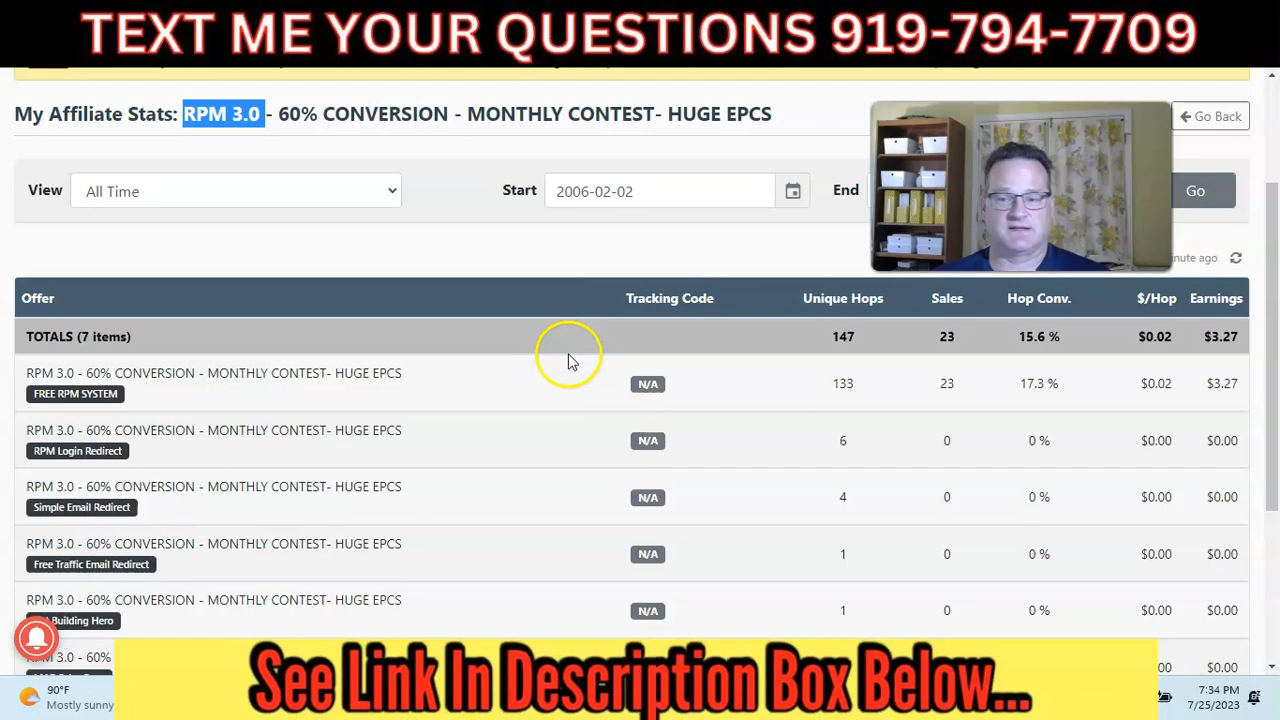 TEXT ME YOUR QUESTIONS 919-794-7709
My Affiliate Stats: RPM 3.0 - 60% CONVERSION - MONTHLY CONTEST- HUGE EPCS
Go Back
View All Time Start 2006-02-02 End Go
minute ago
Offer Tracking Code Unique Hops Sales Hop Conv. $/Hop Earnings
TOTALS (7 items) 147 23 15.6 % $0.02 $3.27
RPM 3.0 - 60% CONVERSION - MONTHLY CONTEST- HUGE EPCS
FREE RPM SYSTEM N/A 133 23 17.3 % $0.02 $3.27
RPM 3.0 - 60% CONVERSION - MONTHLY CONTEST- HUGE EPCS
RPM Login Redirect N/A 6 0 0 % $0.00 $0.00
RPM 3.0 - 60% CONVERSION - MONTHLY CONTEST- HUGE EPCS
Simple Email Redirect N/A 4 0 0 % $0.00 $0.00
RPM 3.0 - 60% CONVERSION - MONTHLY CONTEST- HUGE EPCS
Free Traffic Email Redirect N/A 1 0 0 % $0.00 $0.00
RPM 3.0 - 60% CONVERSION - MONTHLY CONTEST- HUGE EPCS
Building Hero N/A 1 0 0 % $0.00 $0.00
RPM 3.0 - 60% $0.00 $0.00
See Link In Description Box Below...
90°F
Mostly sunny
7:34 PM
7/25/2023